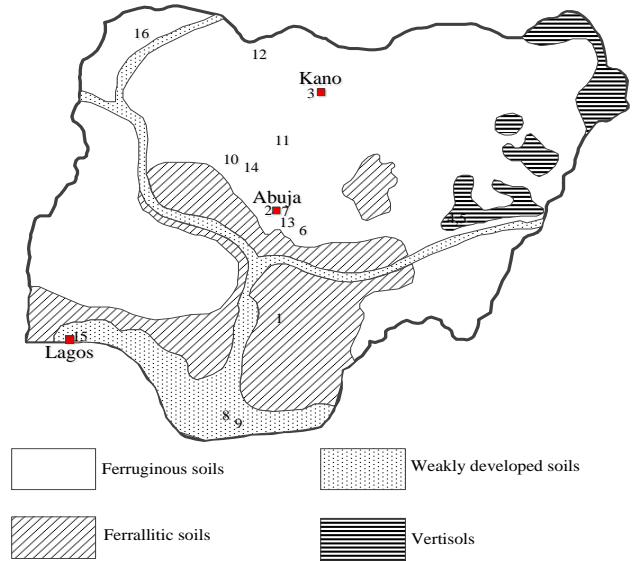 16
12
Kano
3
11
10
14
Abuja
2 7
13
6
4,5
1
15
Lagos
8
9
Ferruginous soils
Weakly developed soils
Ferrallitic soils
Vertisols